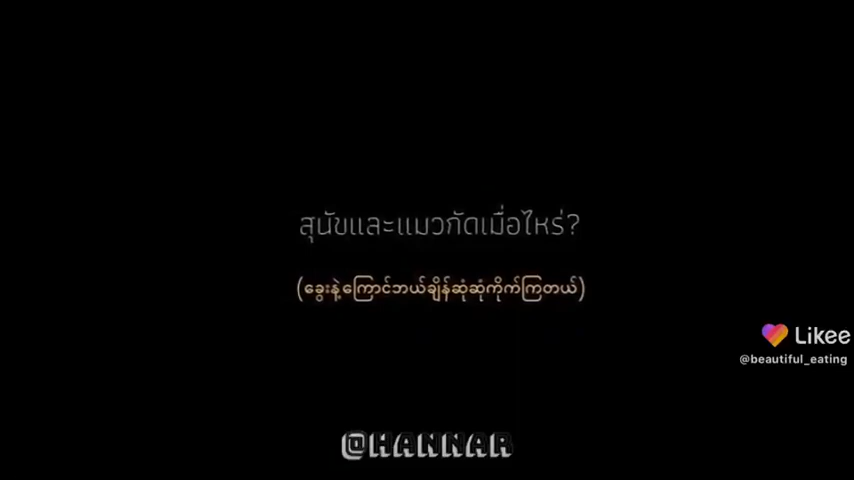 สุนัขและแมวกัดเมื่อไหร่?
(ခွေးနဲ့ကြောင်ဘယ်ချိန်ဆုံဆုံကိုက်ကြတယ်)
Likee
@beautiful_eating
@HANNAR